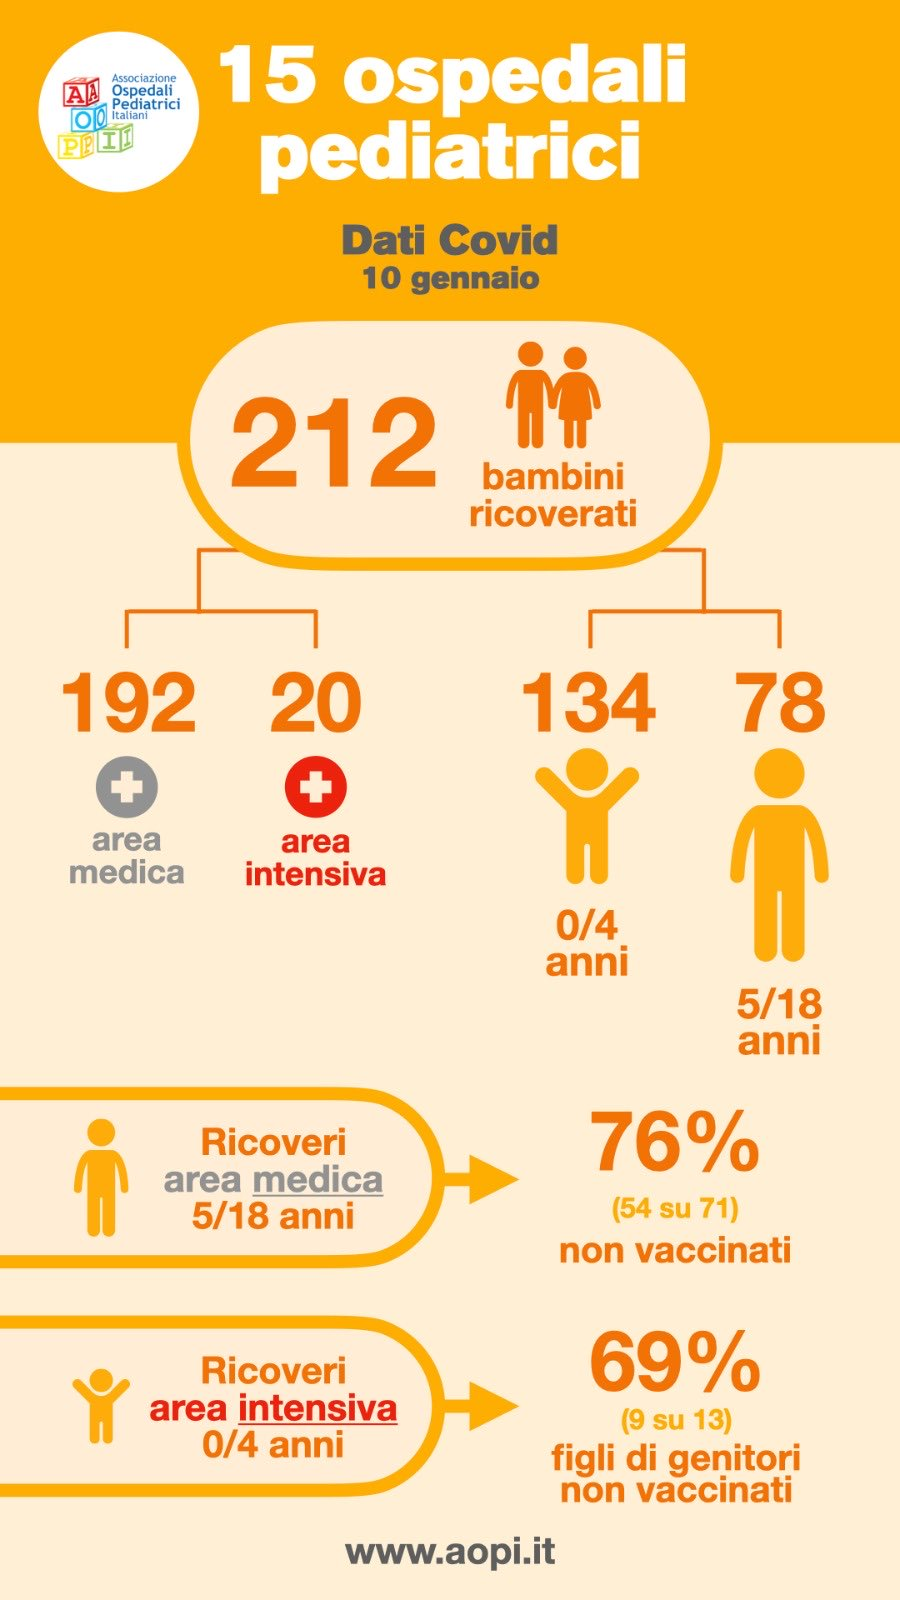 Associazione
Ospedali
Pediatrici
Italiani
A A
O
P P I I
15 ospedali
pediatrici
Dati Covid
10 gennaio
212
bambini
ricoverati
192
area
medica
20
area
intensiva
134
0/4
anni
78
5/18
anni
Ricoveri
area medica
5/18 anni
76%
(54 su 71)
non vaccinati
Ricoveri
area intensiva
0/4 anni
69%
(9 su 13)
figli di genitori
non vaccinati
www.aopi.it